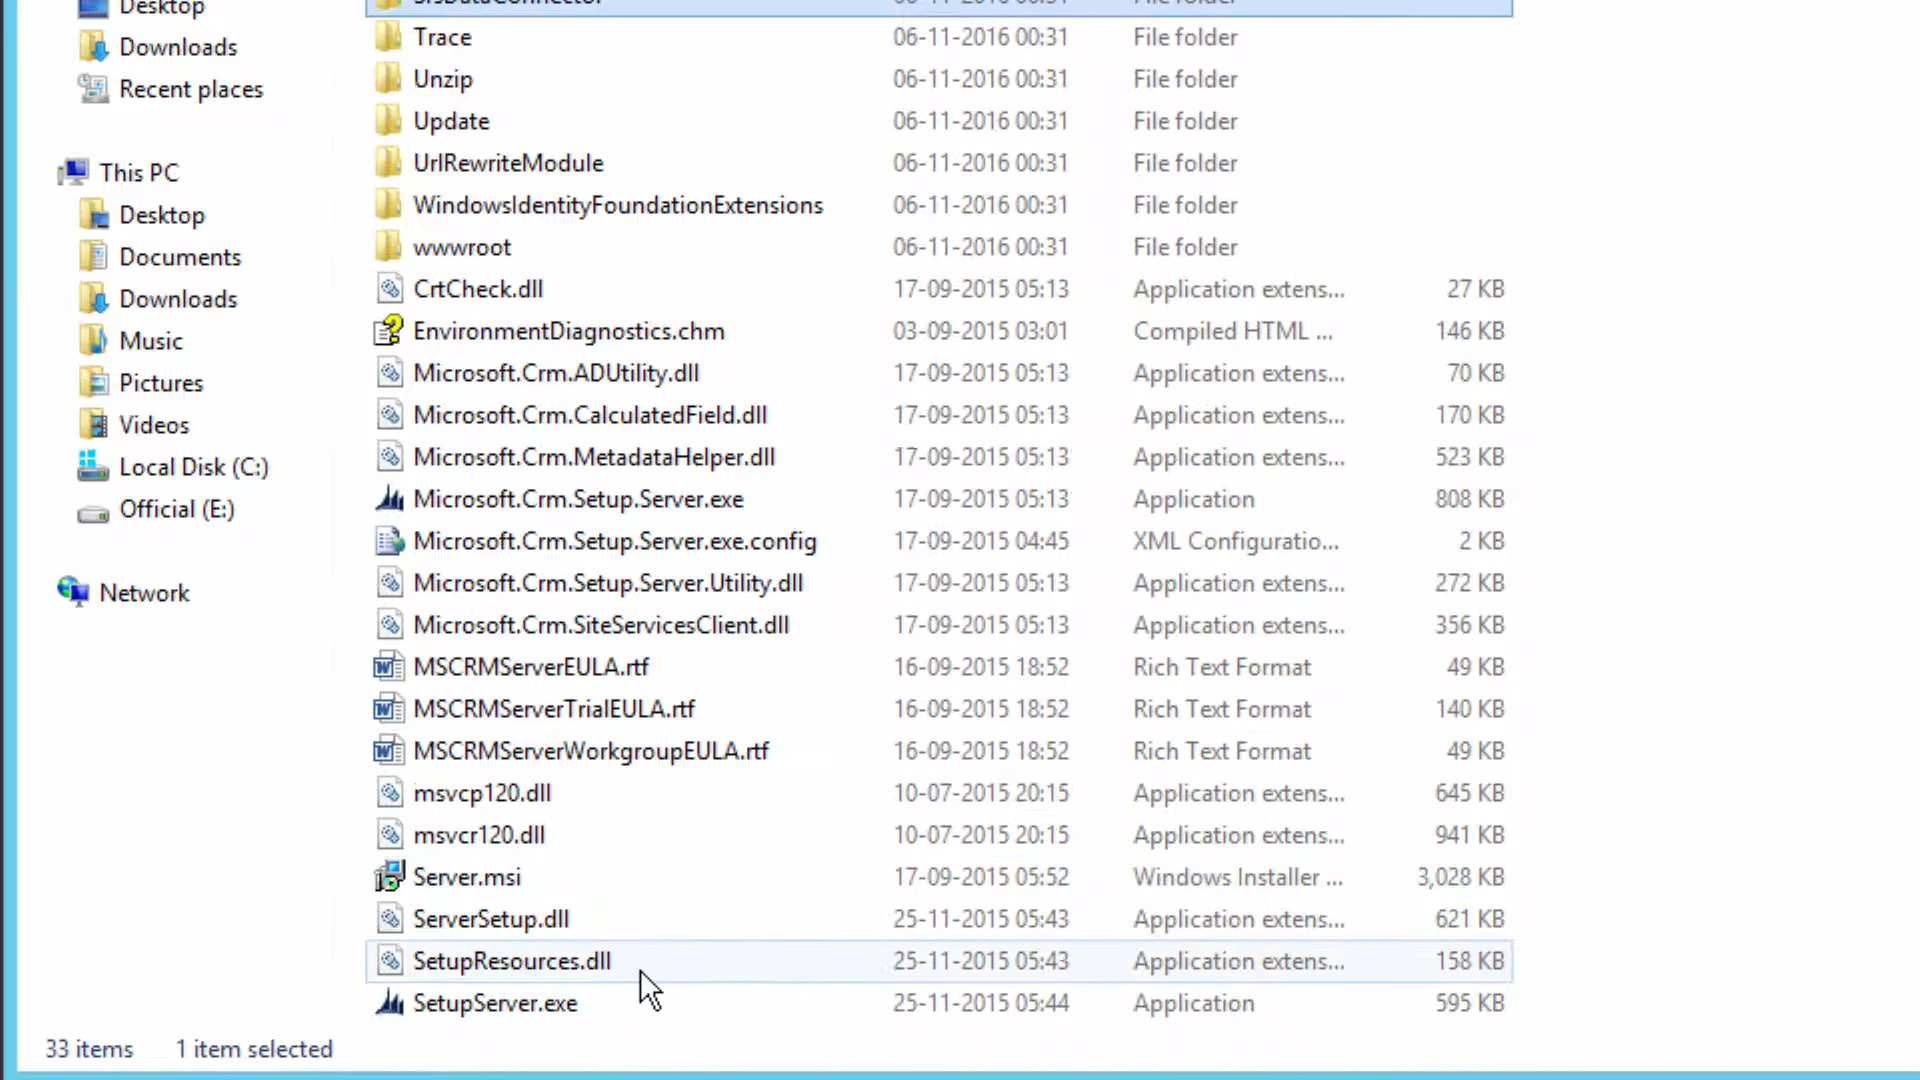 Desktop
Downloads
Recent places
This PC
Desktop
Documents
Downloads
Music
Pictures
Videos
Local Disk (C:)
Official (E:)
Network
SrsDataConnector 06-11-2016 00:31 File folder
Trace 06-11-2016 00:31 File folder
Unzip 06-11-2016 00:31 File folder
Update 06-11-2016 00:31 File folder
UrlRewriteModule 06-11-2016 00:31 File folder
WindowsIdentityFoundationExtensions 06-11-2016 00:31 File folder
wwwroot 06-11-2016 00:31 File folder
CrtCheck.dll 17-09-2015 05:13 Application extens... 27 KB
EnvironmentDiagnostics.chm 03-09-2015 03:01 Compiled HTML ... 146 KB
Microsoft.Crm.ADUtility.dll 17-09-2015 05:13 Application extens... 70 KB
Microsoft.Crm.CalculatedField.dll 17-09-2015 05:13 Application extens... 170 KB
Microsoft.Crm.MetadataHelper.dll 17-09-2015 05:13 Application extens... 523 KB
Microsoft.Crm.Setup.Server.exe 17-09-2015 05:13 Application 808 KB
Microsoft.Crm.Setup.Server.exe.config 17-09-2015 04:45 XML Configuratio... 2 KB
Microsoft.Crm.Setup.Server.Utility.dll 17-09-2015 05:13 Application extens... 272 KB
Microsoft.Crm.SiteServicesClient.dll 17-09-2015 05:13 Application extens... 356 KB
MSCRMServerEULA.rtf 16-09-2015 18:52 Rich Text Format 49 KB
MSCRMServerTrialEULA.rtf 16-09-2015 18:52 Rich Text Format 140 KB
MSCRMServerWorkgroupEULA.rtf 16-09-2015 18:52 Rich Text Format 49 KB
msvcp120.dll 10-07-2015 20:15 Application extens... 645 KB
msvcr120.dll 10-07-2015 20:15 Application extens... 941 KB
Server.msi 17-09-2015 05:52 Windows Installer ... 3,028 KB
ServerSetup.dll 25-11-2015 05:43 Application extens... 621 KB
SetupResources.dll 25-11-2015 05:43 Application extens... 158 KB
SetupServer.exe 25-11-2015 05:44 Application 595 KB
33 items 1 item selected